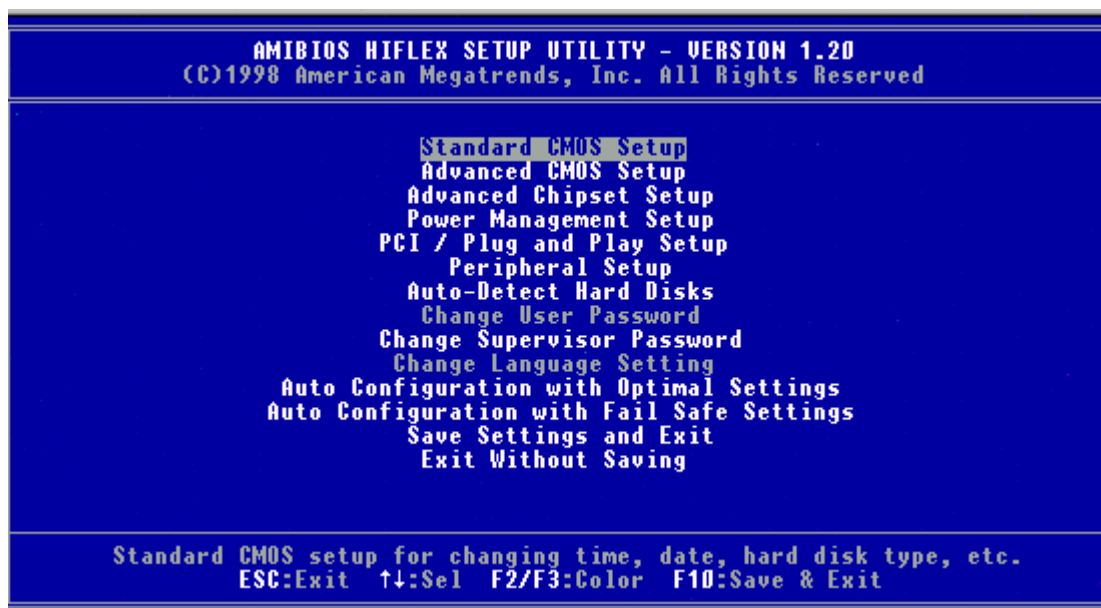 AMIBIOS HIFLEX SETUP UTILITY - VERSION 1.20
(C)1998 American Megatrends, Inc. All Rights Reserved
Standard CMOS Setup
Advanced CMOS Setup
Advanced Chipset Setup
Power Management Setup
PCI / Plug and Play Setup
Peripheral Setup
Auto-Detect Hard Disks
Change User Password
Change Supervisor Password
Change Language Setting
Auto Configuration with Optimal Settings
Auto Configuration with Fail Safe Settings
Save Settings and Exit
Exit Without Saving
Standard CMOS setup for changing time, date, hard disk type, etc.
ESC:Exit ↑↓:Sel F2/F3:Color F10:Save & Exit